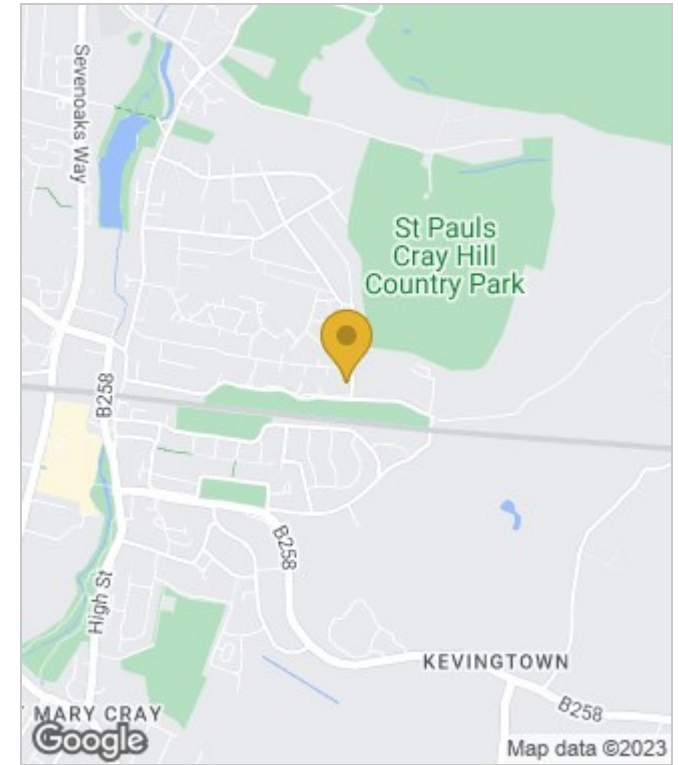 Sevenoaks Way
St Pauls
Cray Hill
Country Park
B258
B258
High St
KEVINGTOWN
B258
MARY CRAY
Google
Map data ©2023